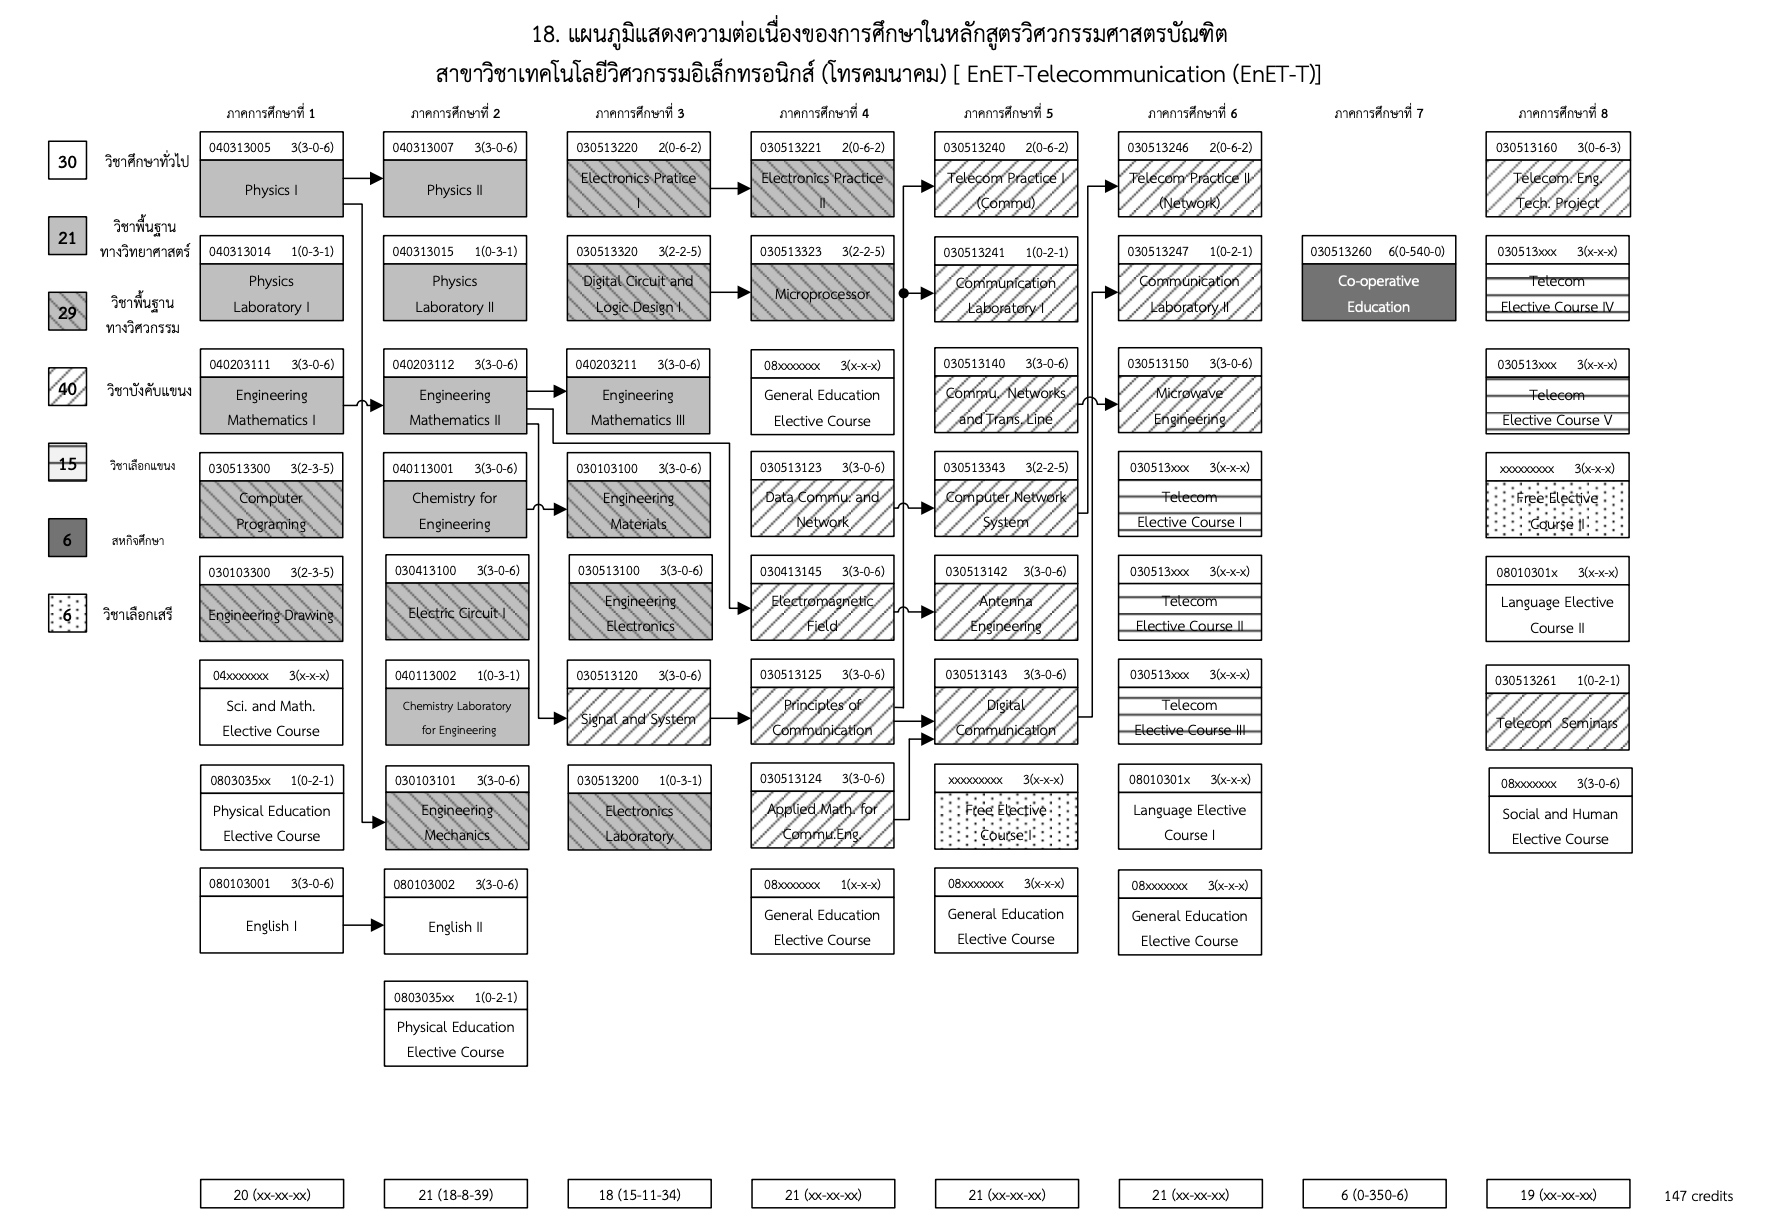 18. แผนภูมิแสดงความต่อเนื่องของการศึกษาในหลักสูตรวิศวกรรมศาสตรบัณฑิต
สาขาวิชาเทคโนโลยีวิศวกรรมอิเล็กทรอนิกส์ (โทรคมนาคม) [ EnET-Telecommunication (EnET-T)]
30
วิชาศึกษาทั่วไป
21
วิชาพื้นฐาน
ทางวิทยาศาสตร์
29
วิชาพื้นฐาน
ทางวิศวกรรม
40
วิชาบังคับแขนง
15
วิชาเลือกแขนง
6
สหกิจศึกษา
6
วิชาเลือกเสรี
ภาคการศึกษาที่ 1
040313005 3(3-0-6)
Physics I
040313014 1(0-3-1)
Physics
Laboratory I
040203111 3(3-0-6)
Engineering
Mathematics I
030513300 3(2-3-5)
Computer
Programing
030103300 3(2-3-5)
Engineering Drawing
04xxxxxxx 3(x-x-x)
Sci. and Math.
Elective Course
0803035xx 1(0-2-1)
Physical Education
Elective Course
080103001 3(3-0-6)
English I
20 (xx-xx-xx)
ภาคการศึกษาที่ 2
040313007 3(3-0-6)
Physics II
040313015 1(0-3-1)
Physics
Laboratory II
040203112 3(3-0-6)
Engineering
Mathematics II
040113001 3(3-0-6)
Chemistry for
Engineering
030413100 3(3-0-6)
Electric Circuit I
040113002 1(0-3-1)
Chemistry Laboratory
for Engineering
030103101 3(3-0-6)
Engineering
Mechanics
080103002 3(3-0-6)
English II
0803035xx 1(0-2-1)
Physical Education
Elective Course
21 (18-8-39)
ภาคการศึกษาที่ 3
030513220 2(0-6-2)
Electronics Pratice
I
030513320 3(2-2-5)
Digital Circuit and
Logic Design I
040203211 3(3-0-6)
Engineering
Mathematics III
030103100 3(3-0-6)
Engineering
Materials
030513100 3(3-0-6)
Engineering
Electronics
030513120 3(3-0-6)
Signal and System
030513200 1(0-3-1)
Electronics
Laboratory
18 (15-11-34)
ภาคการศึกษาที่ 4
030513221 2(0-6-2)
Electronics Practice
II
030513323 3(2-2-5)
Microprocessor
08xxxxxxx 3(x-x-x)
General Education
Elective Course
030513123 3(3-0-6)
Data Commu. and
Network
030413145 3(3-0-6)
Electromagnetic
Field
030513125 3(3-0-6)
Principles of
Communication
030513124 3(3-0-6)
Applied Math. for
Commu.Eng.
08xxxxxxx 1(x-x-x)
General Education
Elective Course
21 (xx-xx-xx)
ภาคการศึกษาที่ 5
030513240 2(0-6-2)
Telecom Practice I
(Commu)
030513241 1(0-2-1)
Communication
Laboratory I
030513140 3(3-0-6)
Commu. Networks
and Trans. Line
030513343 3(2-2-5)
Computer Network
System
030513142 3(3-0-6)
Antenna
Engineering
030513143 3(3-0-6)
Digital
Communication
xxxxxxxxx 3(x-x-x)
Free Elective
Course I
08xxxxxxx 3(x-x-x)
General Education
Elective Course
21 (xx-xx-xx)
ภาคการศึกษาที่ 6
030513246 2(0-6-2)
Telecom Practice II
(Network)
030513247 1(0-2-1)
Communication
Laboratory II
030513150 3(3-0-6)
Microwave
Engineering
030513xxx 3(x-x-x)
Telecom
Elective Course I
030513xxx 3(x-x-x)
Telecom
Elective Course II
030513xxx 3(x-x-x)
Telecom
Elective Course III
08010301x 3(x-x-x)
Language Elective
Course I
08xxxxxxx 3(x-x-x)
General Education
Elective Course
21 (xx-xx-xx)
ภาคการศึกษาที่ 7
030513260 6(0-540-0)
Co-operative
Education
6 (0-350-6)
ภาคการศึกษาที่ 8
030513160 3(0-6-3)
Telecom. Eng.
Tech. Project
030513xxx 3(x-x-x)
Telecom
Elective Course IV
030513xxx 3(x-x-x)
Telecom
Elective Course V
xxxxxxxxx 3(x-x-x)
Free Elective
Course II
08010301x 3(x-x-x)
Language Elective
Course II
030513261 1(0-2-1)
Telecom Seminars
08xxxxxxx 3(3-0-6)
Social and Human
Elective Course
19 (xx-xx-xx)
147 credits